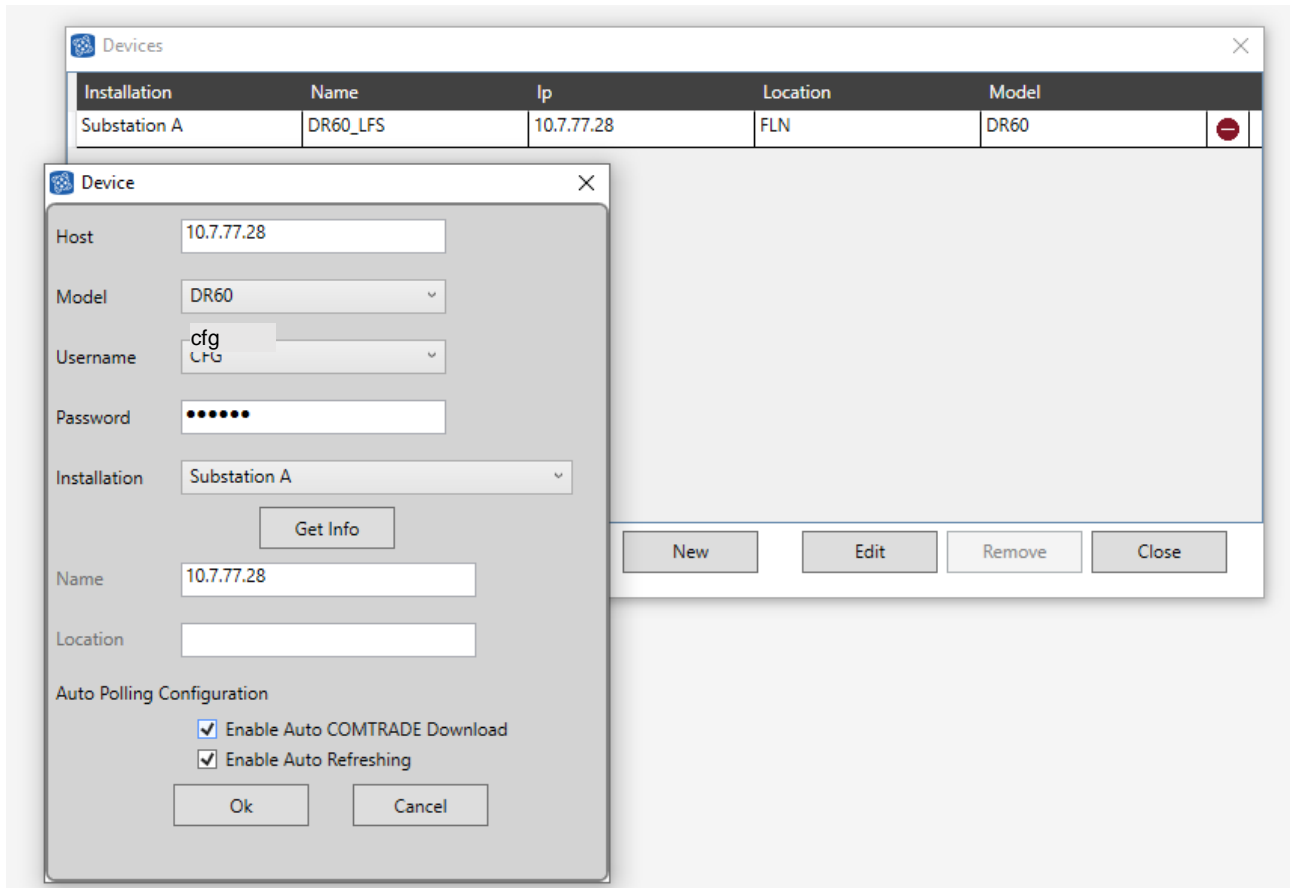 Devices
Installation Name Ip Location Model
Substation A DR60_LFS 10.7.77.28 FLN DR60
Device
Host 10.7.77.28
Model DR60
cfg
Username CFG
Password ●●●●●●
Installation Substation A
Get Info
New Edit Remove Close
Name 10.7.77.28
Location
Auto Polling Configuration
Enable Auto COMTRADE Download
Enable Auto Refreshing
Ok Cancel